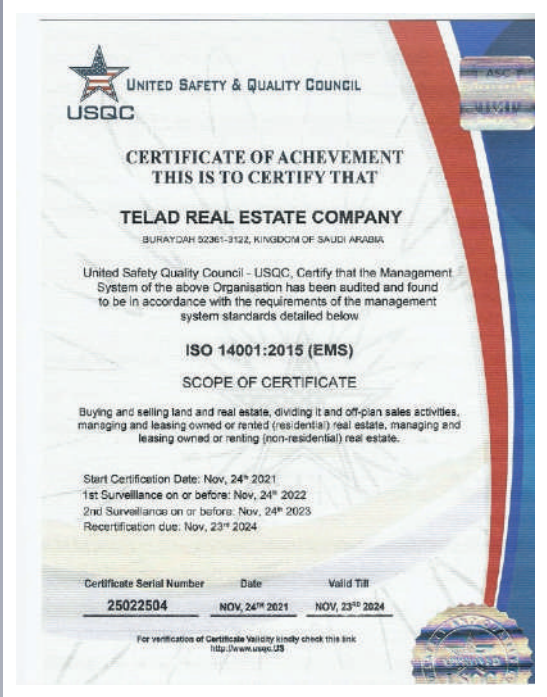 UNITED SAFETY & QUALITY COUNCIL
USQC
CERTIFICATE OF ACHEVEMENT
THIS IS TO CERTIFY THAT
TELAD REAL ESTATE COMPANY
BURAYDAH 52361-3122, KINGDOM OF SAUDI ARABIA
United Safety Quality Council - USQC, Certify that the Management
System of the above Organisation has been audited and found
to be in accordance with the requirements of the management
system standards detailed below
ISO 14001:2015 (EMS)
SCOPE OF CERTIFICATE
Buying and selling land and real estate, dividing it and off-plan sales activities,
managing and leasing owned or rented (residential) real estate, managing and
leasing owned or renting (non-residential) real estate.
Start Certification Date: Nov, 24th 2021
1st Surveillance on or before: Nov, 24th 2022
2nd Surveillance on or before: Nov, 24th 2023
Recertification due: Nov, 23rd 2024
Certificate Serial Number Date Valid Till
25022504 NOV, 24TH 2021 NOV, 23RD 2024
For verification of Certificate Validity kindly check this link
http://www.usqc.US
ASC
APPROVED